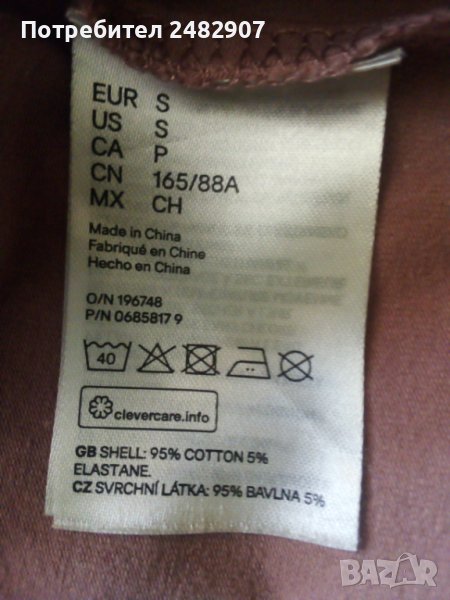 Потребител 2482907
EUR S
US S
CA P
CN 165/88A
MX CH
Made in China
Fabriqué en Chine
Hecho en China
O/N 196748
P/N 0685817 9
40
clevercare.info
GB SHELL: 95% COTTON 5%
ELASTANE.
CZ SVRCHNÍ LÁTKA: 95% BAVLNA 5%
BAZAR